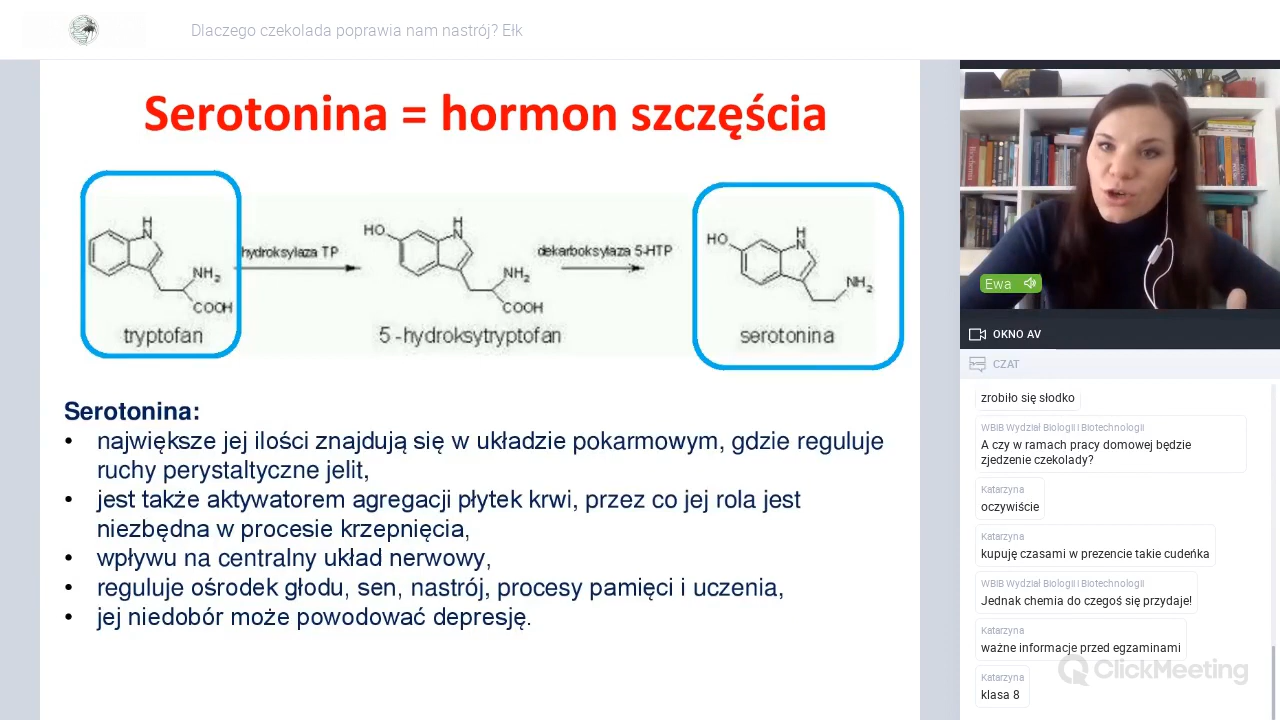 Dlaczego czekolada poprawia nam nastrój? Ełk
Serotonina = hormon szczęścia
NH
NH2
COOH
tryptofan
hydroksylaza TP
HO
NH
NH2
COOH
5 -hydroksytryptofan
dekarboksylaza 5-HTP
HO
NH
NH2
serotonina
Serotonina:
• największe jej ilości znajdują się w układzie pokarmowym, gdzie reguluje
ruchy perystaltyczne jelit,
• jest także aktywatorem agregacji płytek krwi, przez co jej rola jest
niezbędna w procesie krzepnięcia,
• wpływu na centralny układ nerwowy,
• reguluje ośrodek głodu, sen, nastrój, procesy pamięci i uczenia,
• jej niedobór może powodować depresję.
Ewa
OKNO AV
CZAT
zrobiło się słodko
WBiB Wydział Biologii i Biotechnologii
A czy w ramach pracy domowej będzie
zjedzenie czekolady?
Katarzyna
oczywiście
Katarzyna
kupuję czasami w prezencie takie cudeńka
WBiB Wydział Biologii i Biotechnologii
Jednak chemia do czegoś się przydaje!
Katarzyna
ważne informacje przed egzaminami
Katarzyna
klasa 8
ClickMeeting